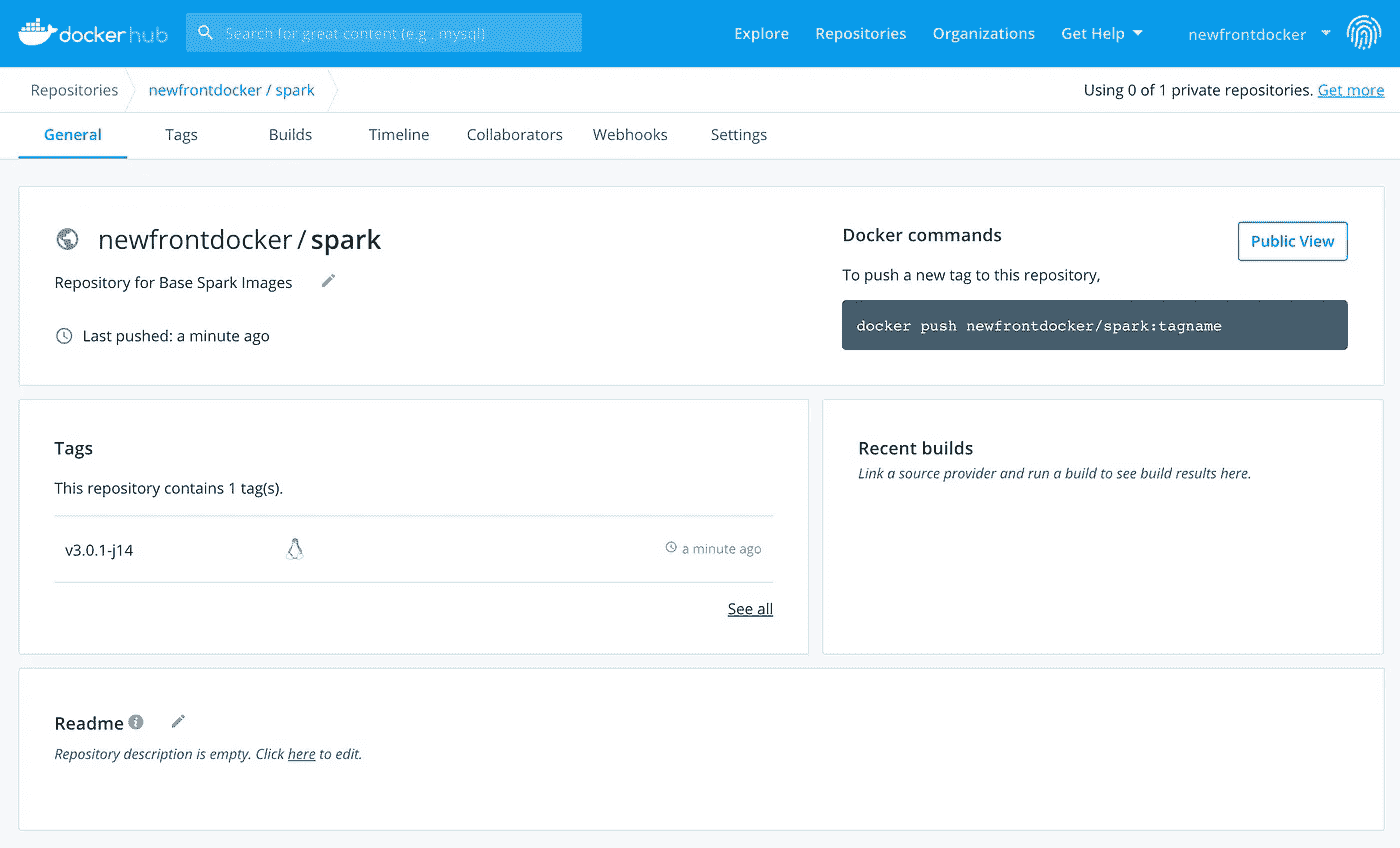 dockerhub Search for great content (e.g., mysql) Explore Repositories Organizations Get Help newfrontdocker
Repositories newfrontdocker / spark Using 0 of 1 private repositories. Get more
General Tags Builds Timeline Collaborators Webhooks Settings
newfrontdocker / spark
Repository for Base Spark Images
Last pushed: a minute ago
Docker commands
Public View
To push a new tag to this repository,
docker push newfrontdocker/spark:tagname
Tags
This repository contains 1 tag(s).
v3.0.1-j14 a minute ago
See all
Recent builds
Link a source provider and run a build to see build results here.
Readme
Repository description is empty. Click here to edit.